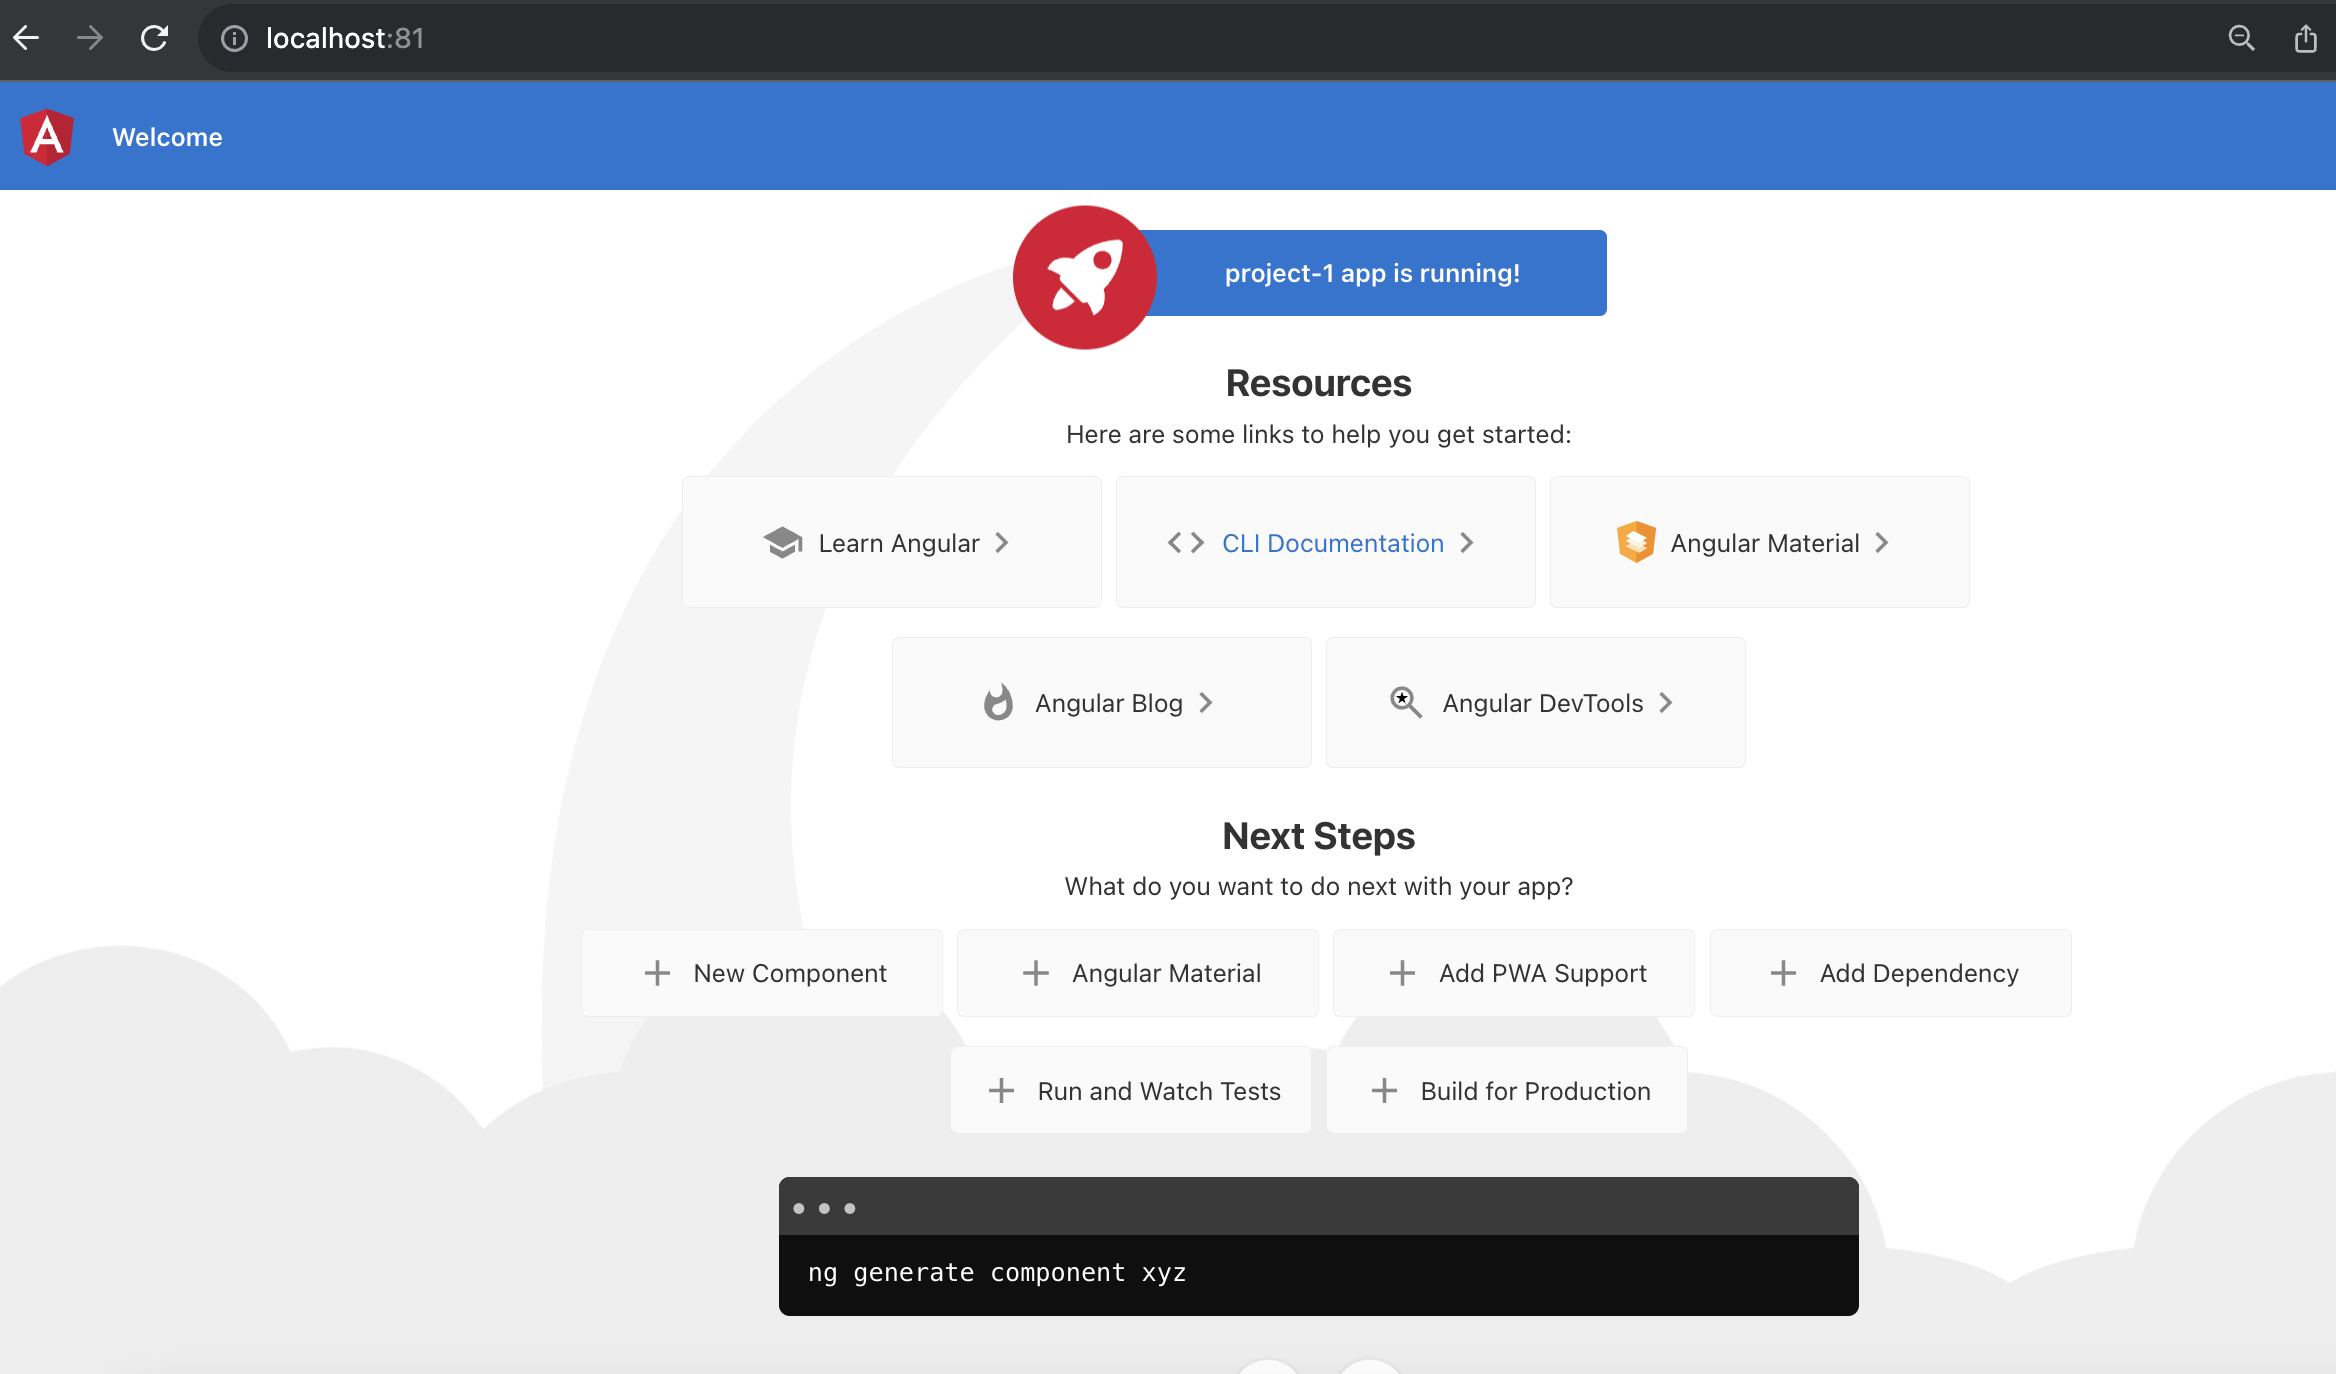 localhost:81
Welcome
project-1 app is running!
Resources
Here are some links to help you get started:
Learn Angular
CLI Documentation
Angular Material
Angular Blog
Angular DevTools
Next Steps
What do you want to do next with your app?
New Component
Angular Material
Add PWA Support
Add Dependency
Run and Watch Tests
Build for Production
ng generate component xyz